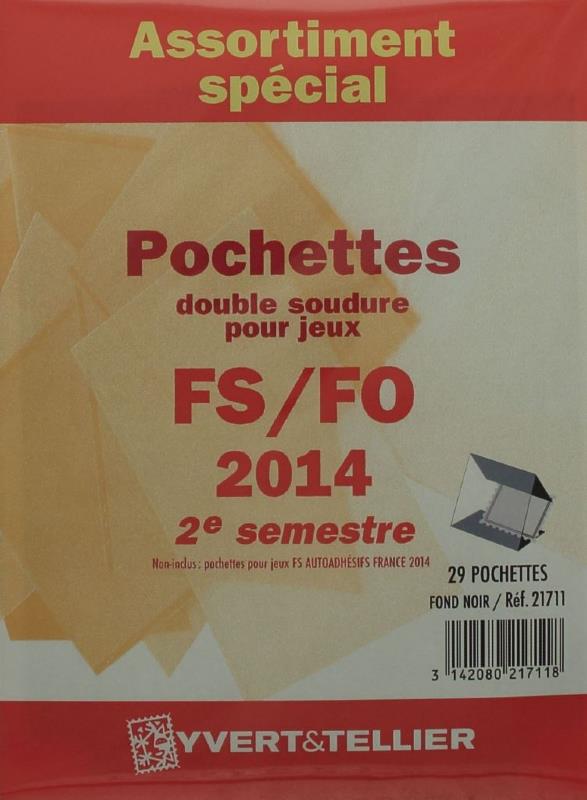 Assortiment
spécial
Pochettes
double soudure
pour jeux
FS/FO
2014
2e semestre
Non-inclus : pochettes pour jeux FS AUTOADHÉSIFS FRANCE 2014
29 POCHETTES
FOND NOIR / Réf. 21711
3 142080 217118
YVERT&TELLIER